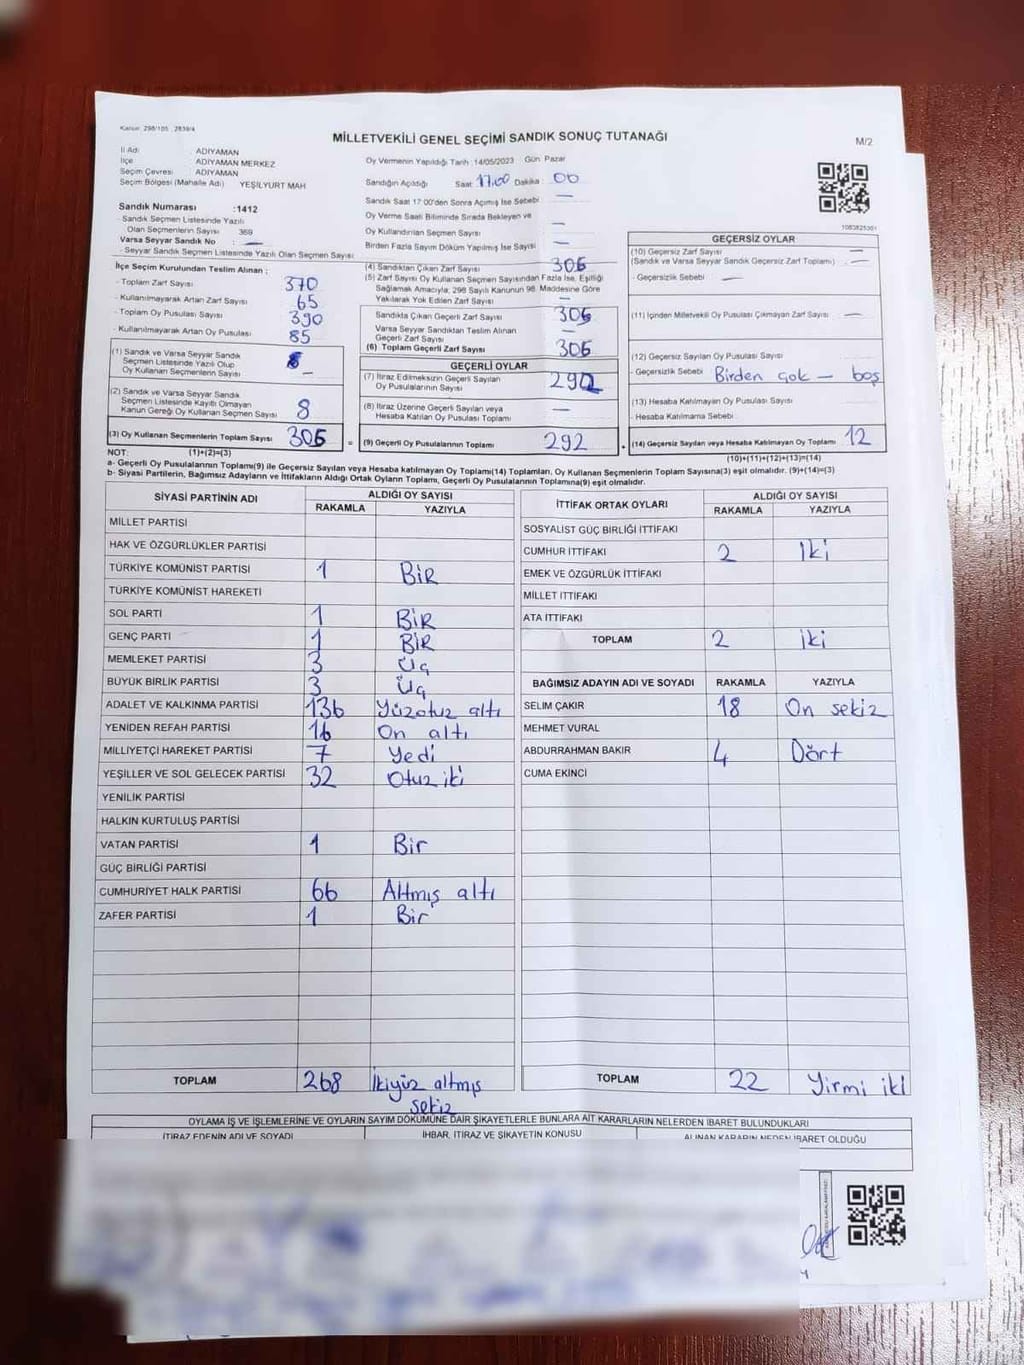 Kanun: 298/105 , 2839/4
MİLLETVEKİLİ GENEL SEÇİMİ SANDIK SONUÇ TUTANAĞI
M/2
İl Adı : ADIYAMAN
İlçe : ADIYAMAN MERKEZ
Seçim Çevresi : ADIYAMAN
Seçim Bölgesi (Mahalle Adı) YEŞİLYURT MAH
Oy Vermenin Yapıldığı Tarih :14/05/2023 Gün Pazar
Sandığın Açıldığı Saat: 17.00 Dakika : 00
Sandık Saat 17:00'den Sonra Açılmış İse Sebebi —
Oy Verme Saati Bitiminde Sırada Bekleyen ve
Oy Kullandırılan Seçmen Sayısı —
Birden Fazla Sayım Döküm Yapılmış İse Sayısı —
Sandık Numarası :1412
- Sandık Seçmen Listesinde Yazılı
Olan Seçmenlerin Sayısı 369
Varsa Seyyar Sandık No : —
- Seyyar Sandık Seçmen Listesinde Yazılı Olan Seçmen Sayısı
İlçe Seçim Kurulundan Teslim Alınan :
- Toplam Zarf Sayısı 370
- Kullanılmayarak Artan Zarf Sayısı 65
- Toplam Oy Pusulası Sayısı 390
- Kullanılmayarak Artan Oy Pusulası 85
(1) Sandık ve Varsa Seyyar Sandık
Seçmen Listesinde Yazılı Olup
Oy Kullanan Seçmenlerin Sayısı —
(2) Sandık ve Varsa Seyyar Sandık
Seçmen Listesinde Kayıtlı Olmayan
Kanun Gereği Oy Kullanan Seçmen Sayısı 8
(3) Oy Kullanan Seçmenlerin Toplam Sayısı 306
(4) Sandıktan Çıkan Zarf Sayısı 306
(5) Zarf Sayısı Oy Kullanan Seçmen Sayısından Fazla İse, Eşitliği
Sağlamak Amacıyla; 298 Sayılı Kanunun 98. Maddesine Göre
Yakılarak Yok Edilen Zarf Sayısı —
Sandıkla Çıkan Geçerli Zarf Sayısı 306
Varsa Seyyar Sandıktan Teslim Alınan
Geçerli Zarf Sayısı —
(6) Toplam Geçerli Zarf Sayısı 306
GEÇERLİ OYLAR
(7) İtiraz Edilmeksizin Geçerli Sayılan
Oy Pusulalarının Sayısı 292
(8) İtiraz Üzerine Geçerli Sayılan veya
Hesaba Katılan Oy Pusulası Toplamı —
= (9) Geçerli Oy Pusulalarının Toplamı 292
1083825301
GEÇERSİZ OYLAR
(10) Geçersiz Zarf Sayısı —
(Sandık ve Varsa Seyyar Sandık Geçersiz Zarf Toplamı) —
- Geçersizlik Sebebi —
(11) İçinden Milletvekili Oy Pusulası Çıkmayan Zarf Sayısı —
(12) Geçersiz Sayılan Oy Pusulası Sayısı
- Geçersizlik Sebebi Birden çok — boş
(13) Hesaba Katılmayan Oy Pusulası Sayısı
- Hesaba Katılmama Sebebi
(14) Geçersiz Sayılan veya Hesaba Katılmayan Oy Toplamı 12
NOT: (1)+(2)=(3)
(10)+(11)+(12)+(13)=(14)
a- Geçerli Oy Pusulalarının Toplamı(9) ile Geçersiz Sayılan veya Hesaba katılmayan Oy Toplamı(14) Toplamları, Oy Kullanan Seçmenlerin Toplam Sayısına(3) eşit olmalıdır. (9)+(14)=(3)
b- Siyasi Partilerin, Bağımsız Adayların ve İttifakların Aldığı Ortak Oyların Toplamı, Geçerli Oy Pusulalarının Toplamına(9) eşit olmalıdır.
SİYASİ PARTİNİN ADI ALDIĞI OY SAYISI
RAKAMLA YAZIYLA
MİLLET PARTİSİ
HAK VE ÖZGÜRLÜKLER PARTİSİ
TÜRKİYE KOMÜNİST PARTİSİ 1 BİR
TÜRKİYE KOMÜNİST HAREKETİ
SOL PARTİ 1 BİR
GENÇ PARTİ 1 BİR
MEMLEKET PARTİSİ 3 Üç
BÜYÜK BİRLİK PARTİSİ 3 Üç
ADALET VE KALKINMA PARTİSİ 136 Yüzotuz altı
YENİDEN REFAH PARTİSİ 16 On altı
MİLLİYETÇİ HAREKET PARTİSİ 7 Yedi
YEŞİLLER VE SOL GELECEK PARTİSİ 32 Otuz iki
YENİLİK PARTİSİ
HALKIN KURTULUŞ PARTİSİ
VATAN PARTİSİ 1 Bir
GÜÇ BİRLİĞİ PARTİSİ
CUMHURİYET HALK PARTİSİ 66 Altmış altı
ZAFER PARTİSİ 1 Bir
TOPLAM 268 İkiyüz altmış
sekiz
İTTİFAK ORTAK OYLARI ALDIĞI OY SAYISI
RAKAMLA YAZIYLA
SOSYALİST GÜÇ BİRLİĞİ İTTİFAKI
CUMHUR İTTİFAKI 2 İki
EMEK VE ÖZGÜRLÜK İTTİFAKI
MİLLET İTTİFAKI
ATA İTTİFAKI
TOPLAM 2 iki
BAĞIMSIZ ADAYIN ADI VE SOYADI RAKAMLA YAZIYLA
SELİM ÇAKIR 18 On sekiz
MEHMET VURAL
ABDURRAHMAN BAKIR 4 Dört
CUMA EKİNCİ
TOPLAM 22 Yirmi iki
OYLAMA İŞ VE İŞLEMLERİNE VE OYLARIN SAYIM DÖKÜMÜNE DAİR ŞİKAYETLERLE BUNLARA AİT KARARLARIN NELERDEN İBARET BULUNDUKLARI
İTİRAZ EDENİN ADI VE SOYADI İHBAR, İTİRAZ VE ŞİKAYETİN KONUSU ALINAN KARARIN NEDEN İBARET OLDUĞU